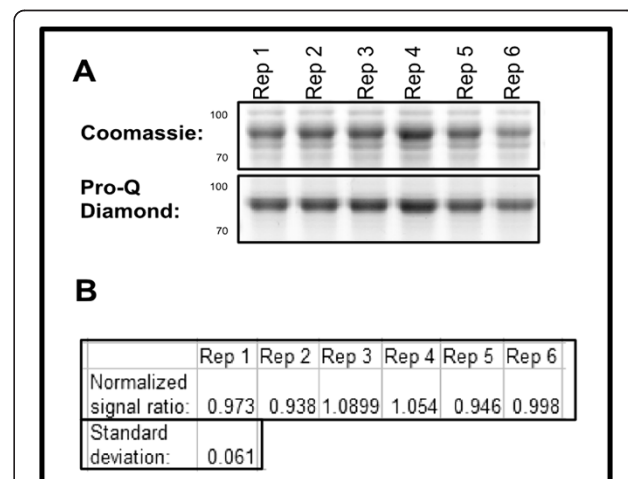 A
Rep 1 Rep 2 Rep 3 Rep 4 Rep 5 Rep 6
100
Coomassie:
70
Pro-Q
Diamond:
100
70
B
Rep 1 Rep 2 Rep 3 Rep 4 Rep 5 Rep 6
Normalized
signal ratio: 0.973 0.938 1.0899 1.054 0.946 0.998
Standard
deviation: 0.061